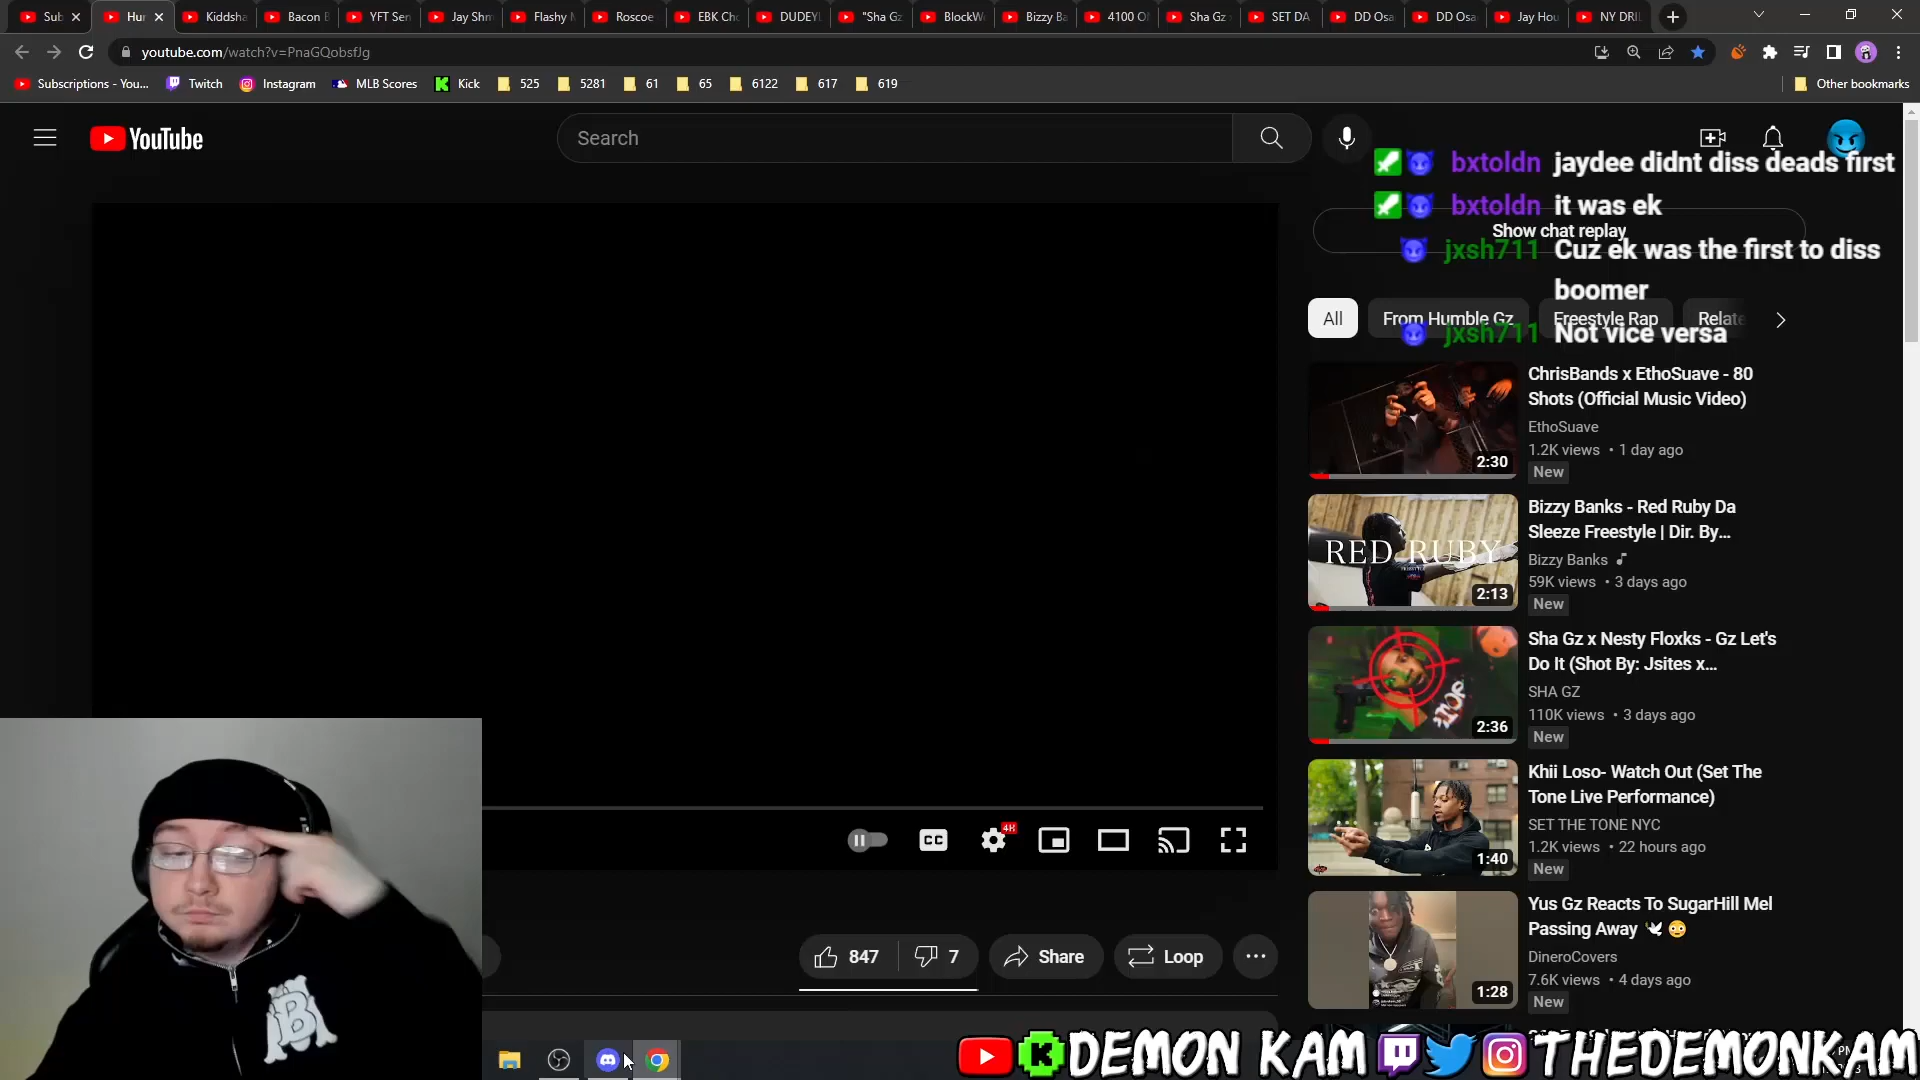 Sub
Hur
Kiddsha
Bacon B
YFT Sen
Jay Shm
Flashy M
Roscoe
EBK Cho
DUDEYL
"Sha Gz
BlockWo
Bizzy Ba
4100 O
Sha Gz
SET DA
DD Osa
DD Osa
Jay Hou
NY DRIL
youtube.com/watch?v=PnaGQobsfJg
Subscriptions - You...
Twitch
Instagram
MLB Scores
Kick
525
5281
61
65
6122
617
619
Other bookmarks
YouTube
Search
bxtoldn jaydee didnt diss deads first
bxtoldn it was ek
Show chat replay
jxsh711 Cuz ek was the first to diss
boomer
jxsh711 Not vice versa
All
From Humble Gz
Freestyle Rap
Relate
ChrisBands x EthoSuave - 80
Shots (Official Music Video)
EthoSuave
1.2K views • 1 day ago
New
2:30
RED RUBY
2:13
Bizzy Banks - Red Ruby Da
Sleeze Freestyle | Dir. By...
Bizzy Banks
59K views • 3 days ago
New
2:36
Sha Gz x Nesty Floxks - Gz Let's
Do It (Shot By: Jsites x...
SHA GZ
110K views • 3 days ago
New
1:40
Khii Loso- Watch Out (Set The
Tone Live Performance)
SET THE TONE NYC
1.2K views • 22 hours ago
New
1:28
Yus Gz Reacts To SugarHill Mel
Passing Away
DineroCovers
7.6K views • 4 days ago
New
CC
4K
847
7
Share
Loop
DEMON KAM
THEDEMONKAM